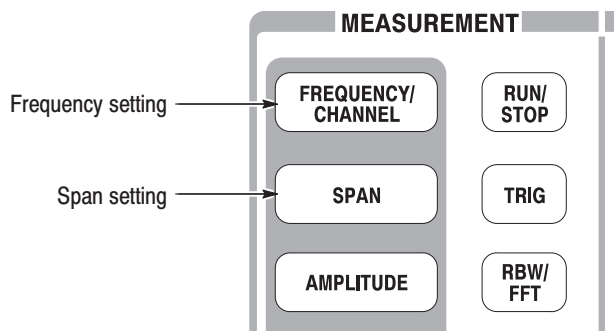 MEASUREMENT
Frequency setting
FREQUENCY/
CHANNEL
RUN/
STOP
Span setting
SPAN
TRIG
AMPLITUDE
RBW/
FFT